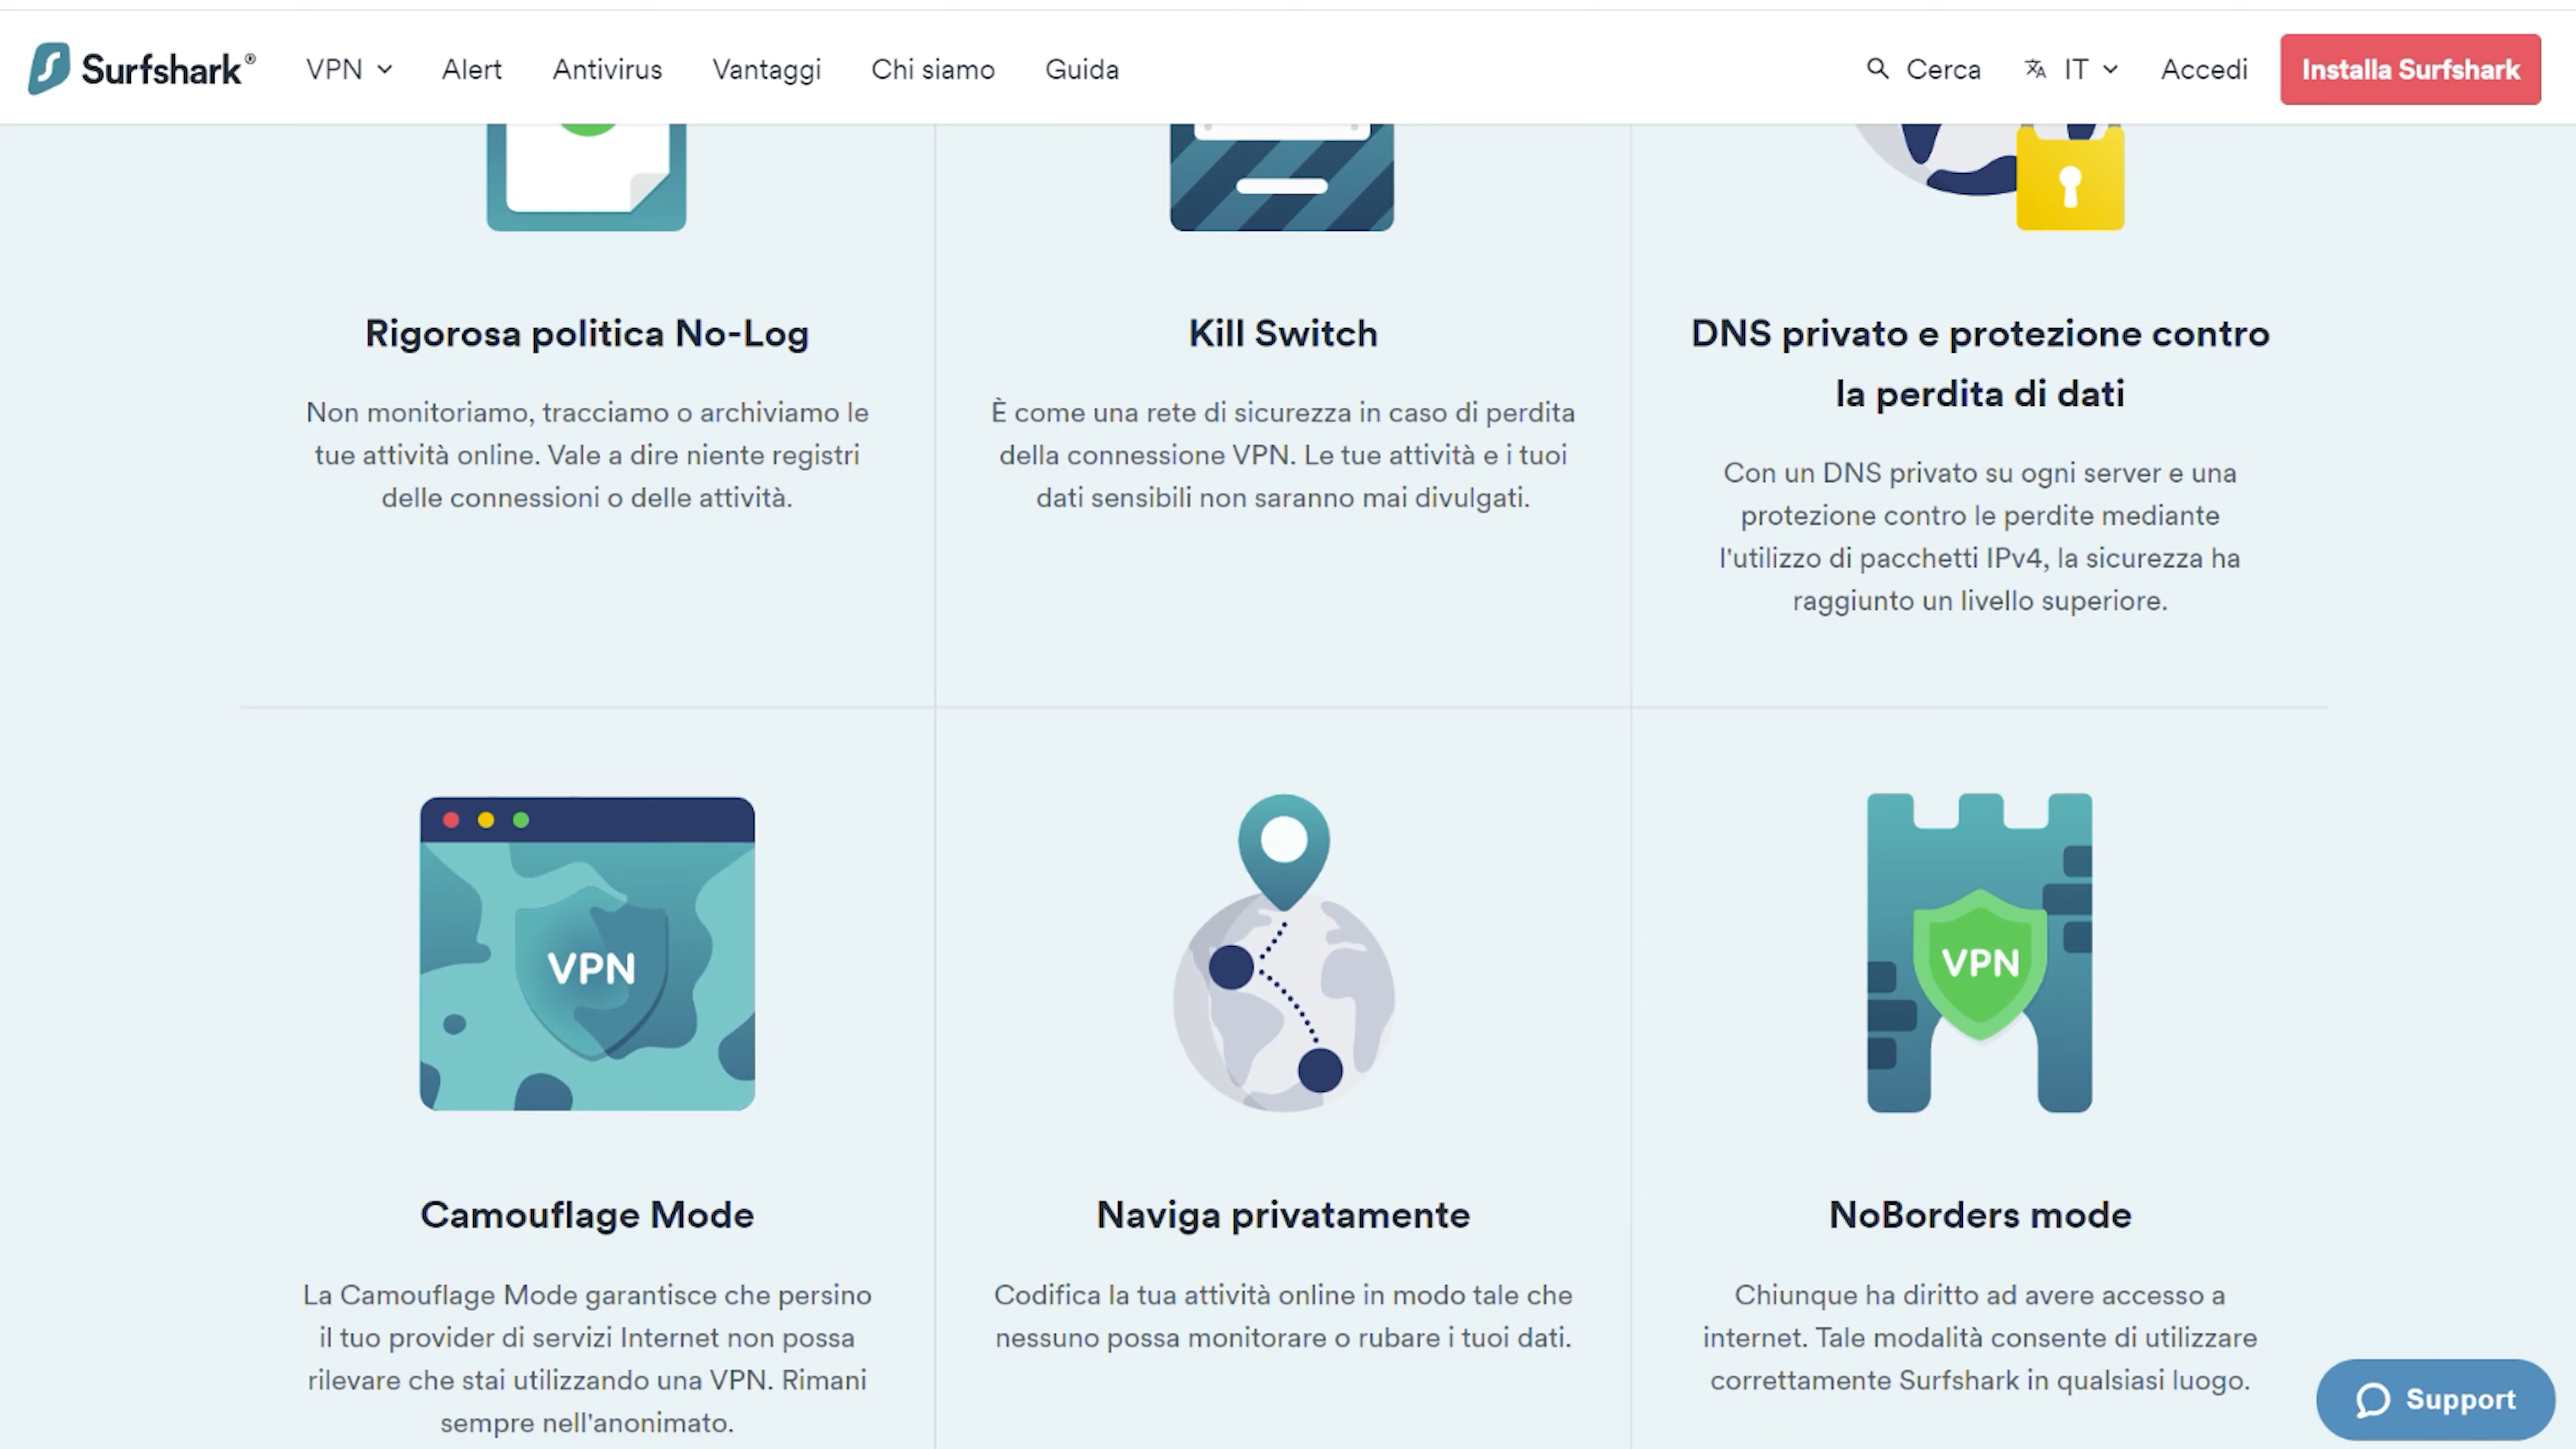 Surfshark®
VPN
Alert
Antivirus
Vantaggi
Chi siamo
Guida
Cerca
IT
Accedi
Installa Surfshark
Rigorosa politica No-Log
Non monitoriamo, tracciamo o archiviamo le
tue attività online. Vale a dire niente registri
delle connessioni o delle attività.
Kill Switch
È come una rete di sicurezza in caso di perdita
della connessione VPN. Le tue attività e i tuoi
dati sensibili non saranno mai divulgati.
DNS privato e protezione contro
la perdita di dati
Con un DNS privato su ogni server e una
protezione contro le perdite mediante
l'utilizzo di pacchetti IPv4, la sicurezza ha
raggiunto un livello superiore.
VPN
Camouflage Mode
La Camouflage Mode garantisce che persino
il tuo provider di servizi Internet non possa
rilevare che stai utilizzando una VPN. Rimani
sempre nell'anonimato.
Naviga privatamente
Codifica la tua attività online in modo tale che
nessuno possa monitorare o rubare i tuoi dati.
VPN
NoBorders mode
Chiunque ha diritto ad avere accesso a
internet. Tale modalità consente di utilizzare
correttamente Surfshark in qualsiasi luogo.
Support